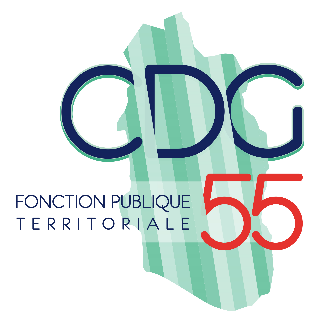 CDG
FONCTION PUBLIQUE
TERRITORIALE
55